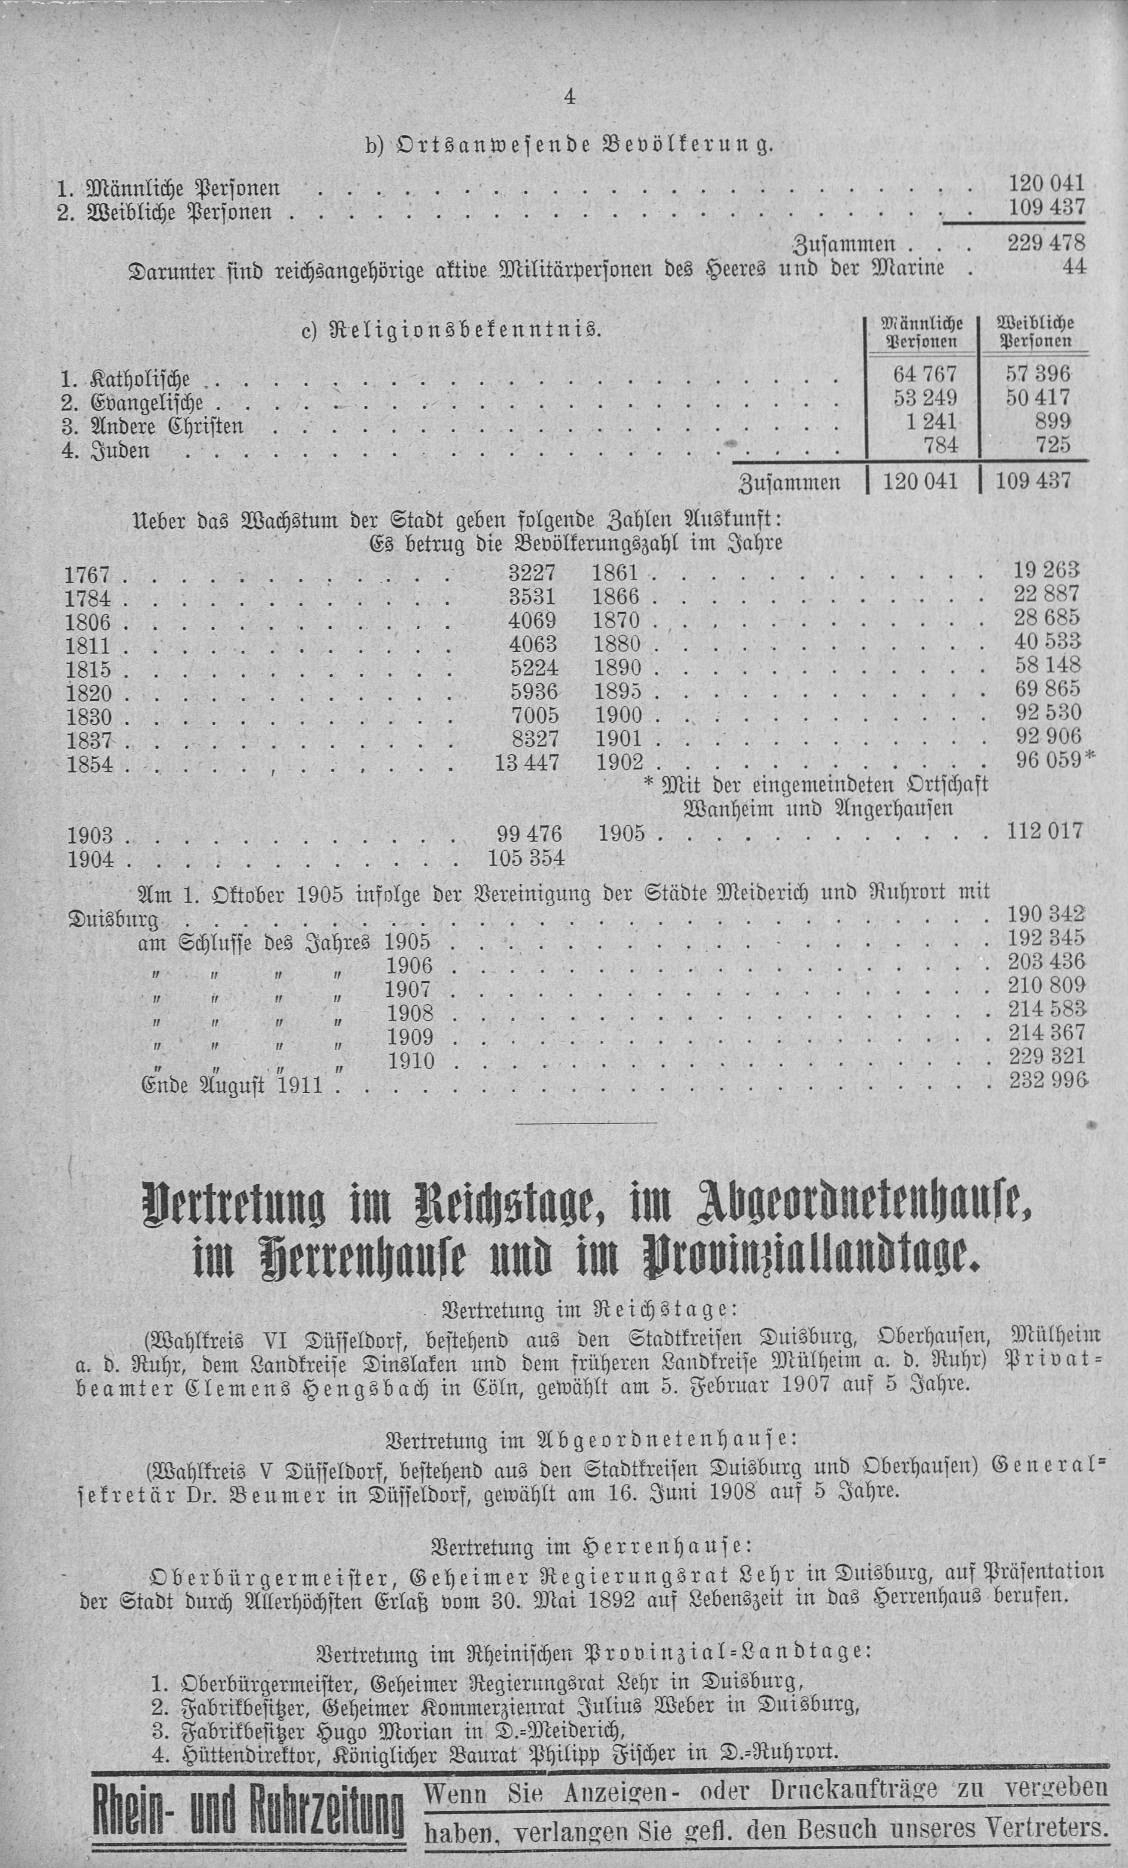 4
b) Ortsanwesende Bevölkerung.
1. Männliche Personen . . . . . . . . . . . . . . . . . . . . . . . 120 041
2. Weibliche Personen . . . . . . . . . . . . . . . . . . . . . . . . 109 437
Zusammen . . . 229 478
Darunter sind reichsangehörige aktive Militärpersonen des Heeres und der Marine . 44
c) Religionsbekenntnis.
Männliche Personen
Weibliche Personen
1. Katholische . . . . . . . . . . . . . . . . . . . . . . 64 767 57 396
2. Evangelische . . . . . . . . . . . . . . . . . . . . . . 53 249 50 417
3. Andere Christen . . . . . . . . . . . . . . . . . . . . 1 241 899
4. Juden . . . . . . . . . . . . . . . . . . . . . . . 784 725
Zusammen 120 041 109 437
Ueber das Wachstum der Stadt geben folgende Zahlen Auskunft:
Es betrug die Bevölkerungszahl im Jahre
1767 . . . . . . . . . . . . 3227 1861 . . . . . . . . . . . . 19 263
1784 . . . . . . . . . . . . 3531 1866 . . . . . . . . . . . . 22 887
1806 . . . . . . . . . . . . 4069 1870 . . . . . . . . . . . . 28 685
1811 . . . . . . . . . . . . 4063 1880 . . . . . . . . . . . . 40 533
1815 . . . . . . . . . . . . 5224 1890 . . . . . . . . . . . . 58 148
1820 . . . . . . . . . . . . 5936 1895 . . . . . . . . . . . . 69 865
1830 . . . . . . . . . . . . 7005 1900 . . . . . . . . . . . . 92 530
1837 . . . . . . . . . . . . 8327 1901 . . . . . . . . . . . . 92 906
1854 . . . . . . . . . . . . 13 447 1902 . . . . . . . . . . . . 96 059*
* Mit der eingemeindeten Ortschaft
Wanheim und Angerhausen
1903 . . . . . . . . . . . . 99 476 1905 . . . . . . . . . . . . 112 017
1904 . . . . . . . . . . . . 105 354
Am 1. Oktober 1905 infolge der Vereinigung der Städte Meiderich und Ruhrort mit
Duisburg . . . . . . . . . . . . . . . . . . . . . . . . . . . . 190 342
am Schlusse des Jahres 1905 . . . . . . . . . . . . . . . . . . . 192 345
" " " " 1906 . . . . . . . . . . . . . . . . . . . 203 436
" " " " 1907 . . . . . . . . . . . . . . . . . . . 210 809
" " " " 1908 . . . . . . . . . . . . . . . . . . . 214 583
" " " " 1909 . . . . . . . . . . . . . . . . . . . 214 367
" " " " 1910 . . . . . . . . . . . . . . . . . . . 229 321
Ende August 1911 . . . . . . . . . . . . . . . . . . . . . . . 232 996
Vertretung im Reichstage, im Abgeordnetenhause,
im Herrenhause und im Provinziallandtage.
Vertretung im Reichstage:
(Wahlkreis VI Düsseldorf, bestehend aus den Stadtkreisen Duisburg, Oberhausen, Mülheim
a. d. Ruhr, dem Landkreise Dinslaken und dem früheren Landkreise Mülheim a. d. Ruhr) Privat-
beamter Clemens Hengsbach in Cöln, gewählt am 5. Februar 1907 auf 5 Jahre.
Vertretung im Abgeordnetenhause:
(Wahlkreis V Düsseldorf, bestehend aus den Stadtkreisen Duisburg und Oberhausen) General-
sekretär Dr. Beumer in Düsseldorf, gewählt am 16. Juni 1908 auf 5 Jahre.
Vertretung im Herrenhause:
Oberbürgermeister, Geheimer Regierungsrat Lehr in Duisburg, auf Präsentation
der Stadt durch Allerhöchsten Erlaß vom 30. Mai 1892 auf Lebenszeit in das Herrenhaus berufen.
Vertretung im Rheinischen Provinzial-Landtage:
1. Oberbürgermeister, Geheimer Regierungsrat Lehr in Duisburg,
2. Fabrikbesitzer, Geheimer Kommerzienrat Julius Weber in Duisburg,
3. Fabrikbesitzer Hugo Morian in D.-Meiderich,
4. Hüttendirektor, Königlicher Baurat Philipp Fischer in D.-Ruhrort.
Rhein- und Ruhrzeitung
Wenn Sie Anzeigen- oder Druckaufträge zu vergeben
haben, verlangen Sie gefl. den Besuch unseres Vertreters.